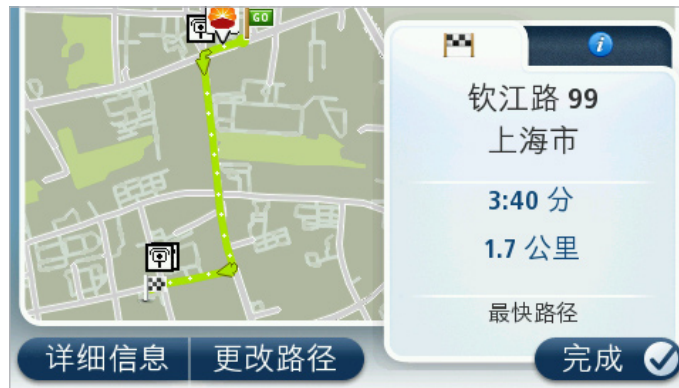 GO
i
钦江路 99
上海市
3:40 分
1.7 公里
最快路径
详细信息
更改路径
完成